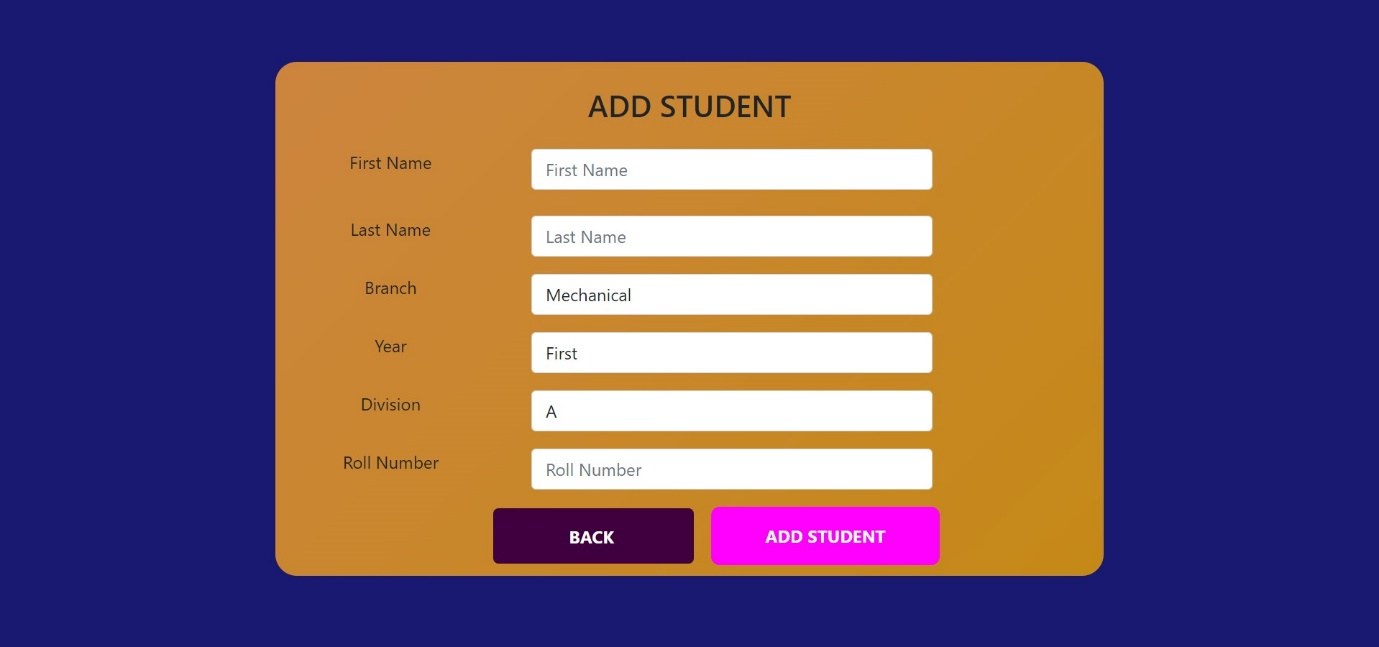 ADD STUDENT
First Name First Name
Last Name Last Name
Branch Mechanical
Year First
Division A
Roll Number Roll Number
BACK ADD STUDENT